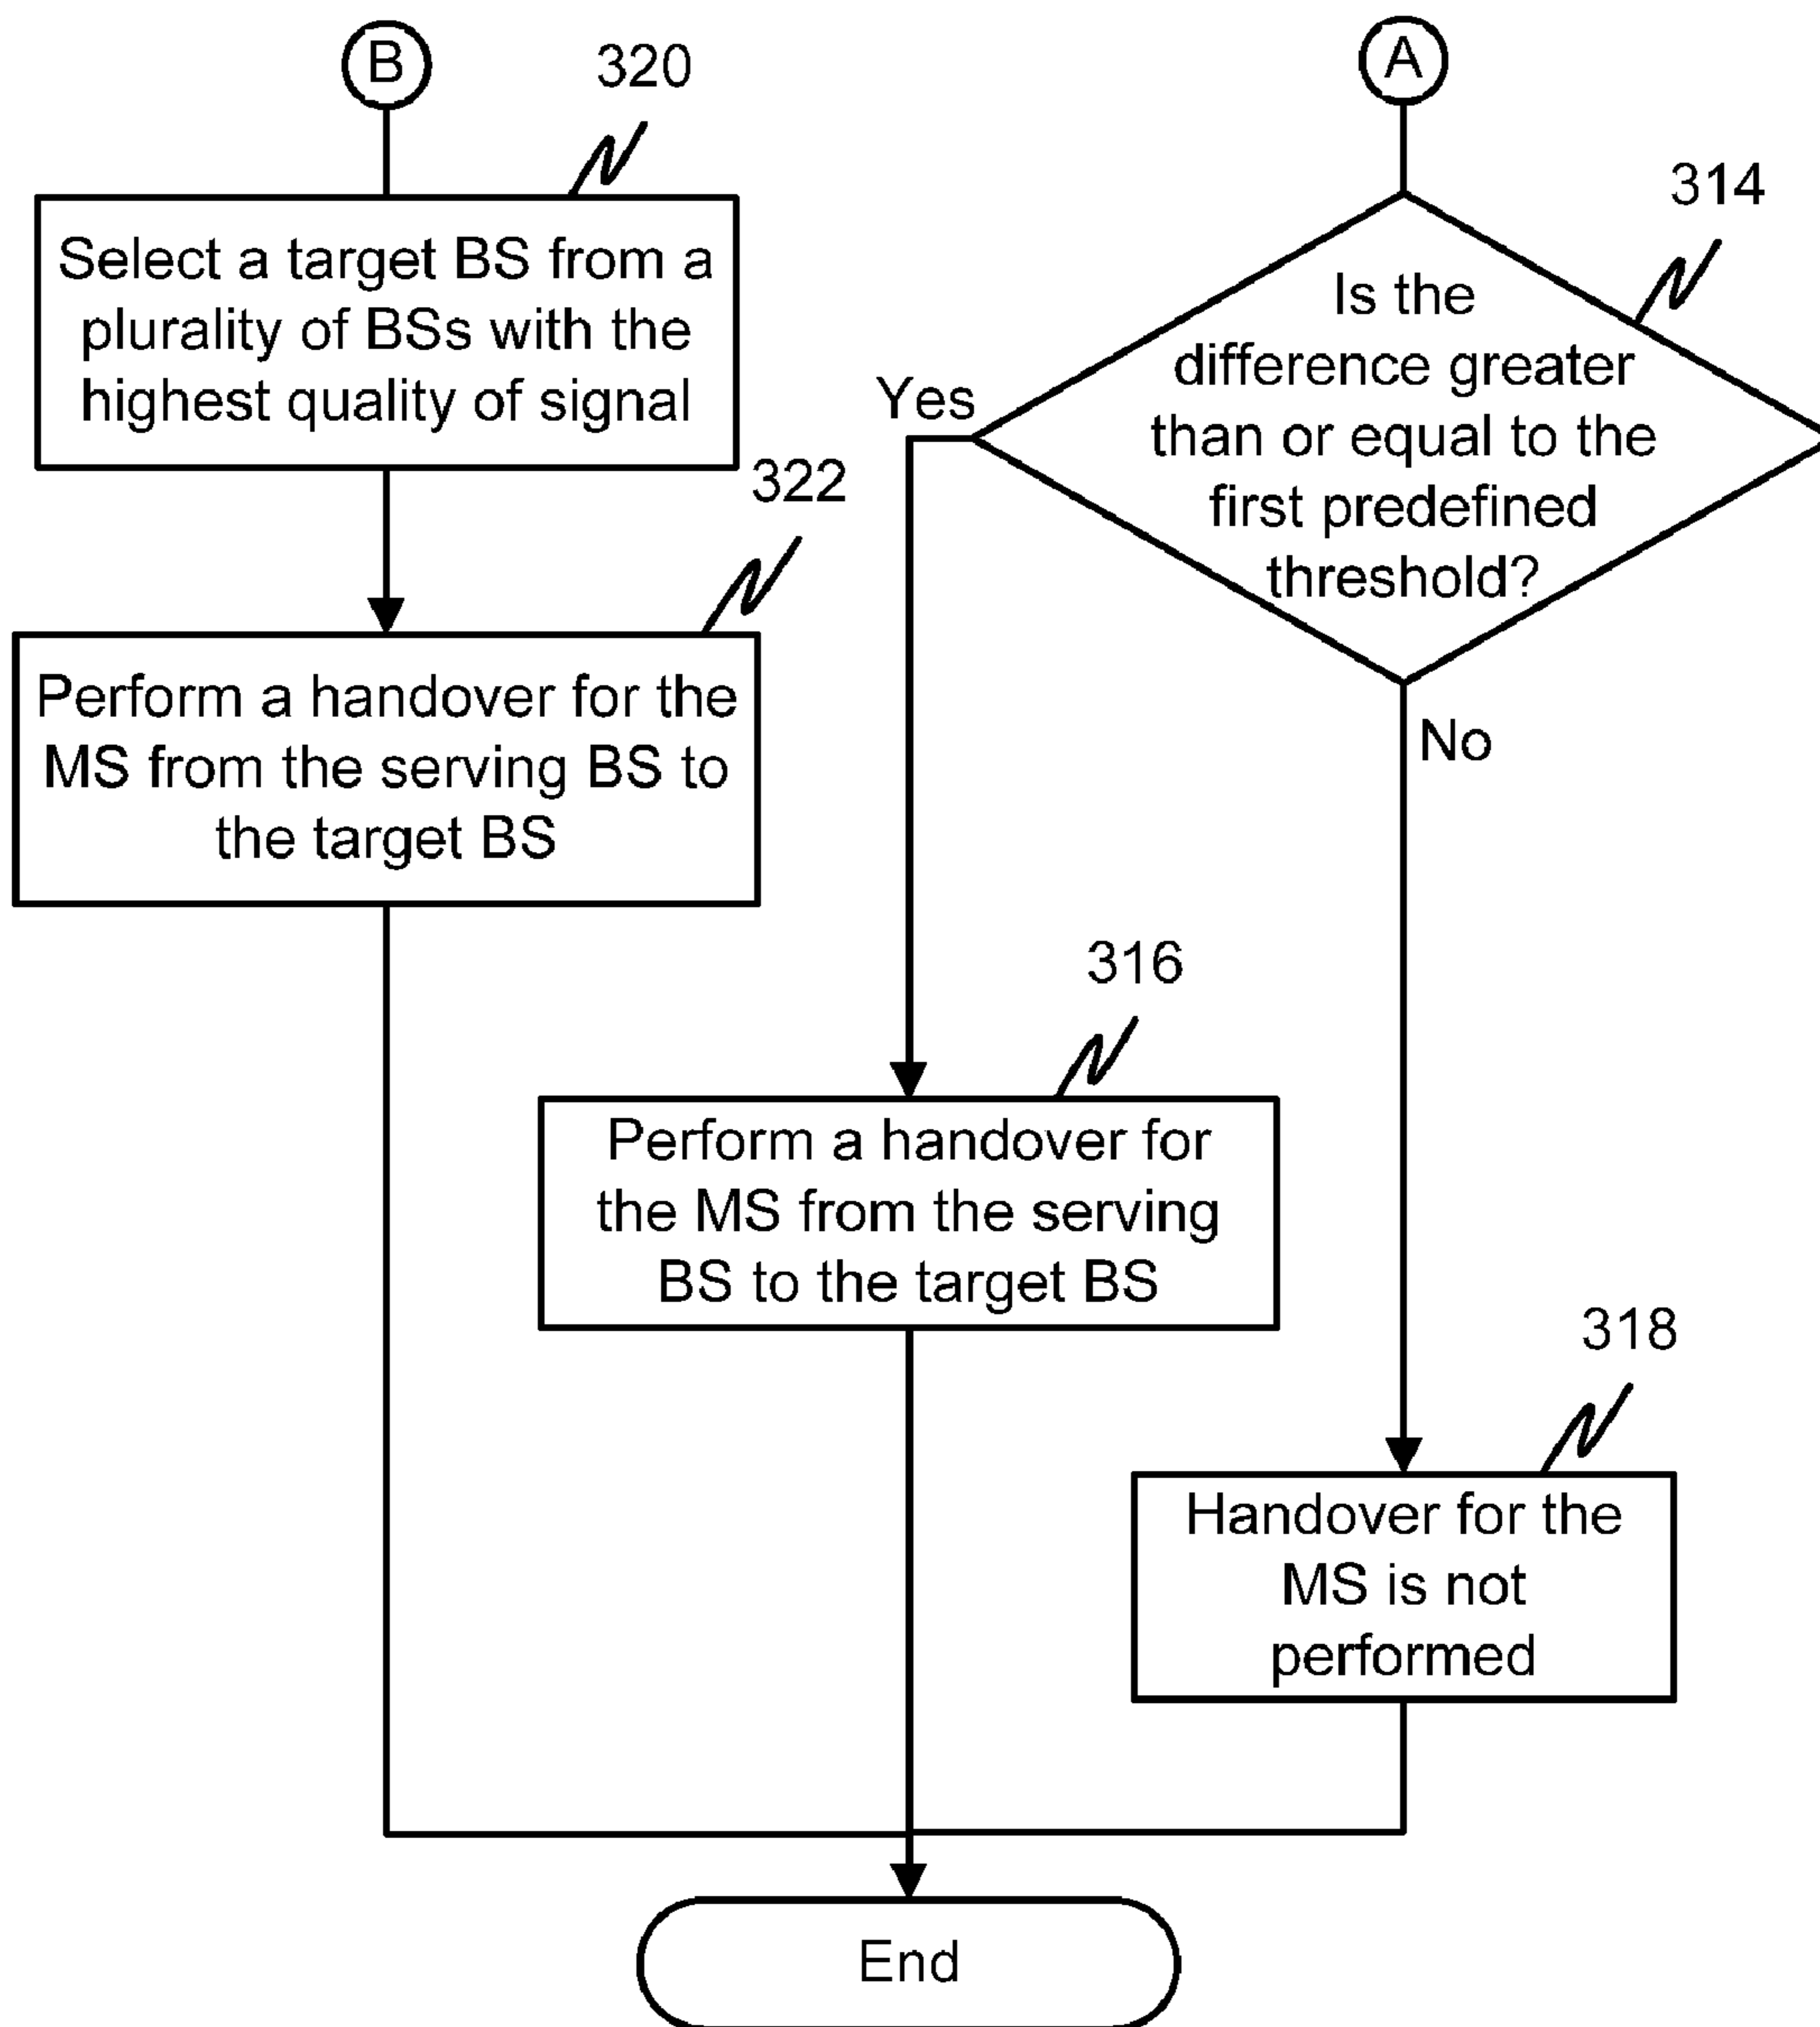 B
320
Select a target BS from a
plurality of BSs with the
highest quality of signal
322
Perform a handover for the
MS from the serving BS to
the target BS
A
314
Is the
difference greater
than or equal to the
first predefined
threshold?
Yes
No
316
Perform a handover for
the MS from the serving
BS to the target BS
318
Handover for the
MS is not
performed
End